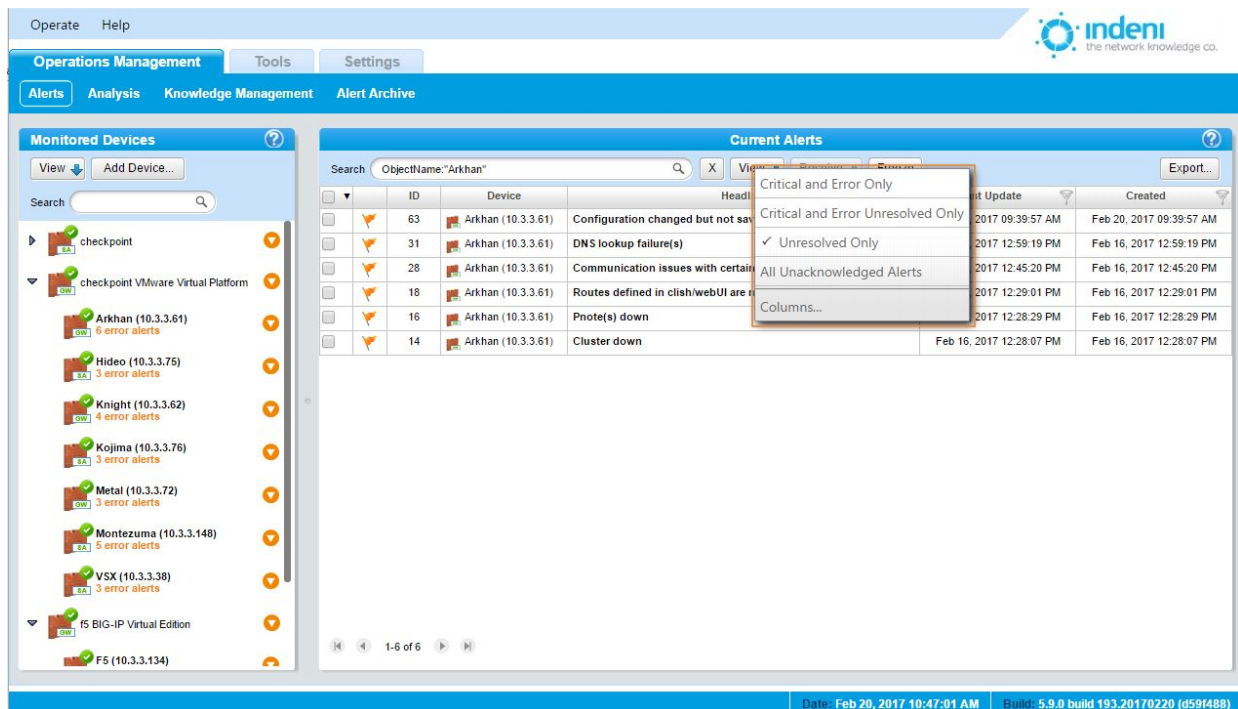 Operate Help
indeni
the network knowledge co.
Operations Management Tools Settings
Alerts Analysis Knowledge Management Alert Archive
Monitored Devices
View Add Device...
Search
checkpoint
SA
checkpoint VMware Virtual Platform
GW
Arkhan (10.3.3.61)
6 error alerts
GW
Hideo (10.3.3.75)
3 error alerts
SA
Knight (10.3.3.62)
4 error alerts
GW
Kojima (10.3.3.76)
3 error alerts
SA
Metal (10.3.3.72)
3 error alerts
GW
Montezuma (10.3.3.148)
5 error alerts
SA
VSX (10.3.3.38)
3 error alerts
SA
f5 BIG-IP Virtual Edition
GW
F5 (10.3.3.134)
Current Alerts
Search ObjectName:"Arkhan" X Export...
ID Device Created
63 Arkhan (10.3.3.61) Configuration changed but not 2017 09:39:57 AM Feb 20, 2017 09:39:57 AM
31 Arkhan (10.3.3.61) DNS lookup failure(s) 2017 12:59:19 PM Feb 16, 2017 12:59:19 PM
28 Arkhan (10.3.3.61) Communication issues with certain 2017 12:45:20 PM Feb 16, 2017 12:45:20 PM
18 Arkhan (10.3.3.61) Routes defined in clish/webUI are 2017 12:29:01 PM Feb 16, 2017 12:29:01 PM
16 Arkhan (10.3.3.61) Pnote(s) down 2017 12:28:29 PM Feb 16, 2017 12:28:29 PM
14 Arkhan (10.3.3.61) Cluster down Feb 16, 2017 12:28:07 PM Feb 16, 2017 12:28:07 PM
Critical and Error Only
Critical and Error Unresolved Only
✓ Unresolved Only
All Unacknowledged Alerts
Columns...
1-6 of 6
Date: Feb 20, 2017 10:47:01 AM Build: 5.9.0 build 193.20170220 (d59f488)